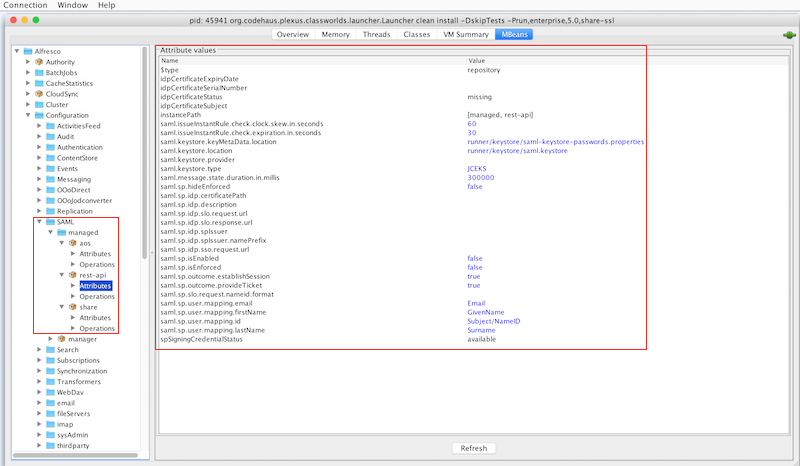 Connection Window Help
pid: 45941 org.codehaus.plexus.classworlds.launcher.Launcher clean install -DskipTests -Prun,enterprise,5.0,share-ssl
Overview Memory Threads Classes VM Summary MBeans
Alfresco
Authority
BatchJobs
CacheStatistics
CloudSync
Cluster
Configuration
ActivitiesFeed
Audit
Authentication
ContentStore
Events
Messaging
OOoDirect
OOoJodconverter
Replication
SAML
managed
aos
Attributes
Operations
rest-api
Attributes
Operations
share
Attributes
Operations
manager
Search
Subscriptions
Synchronization
Transformers
WebDav
email
fileServers
imap
sysAdmin
thirdparty
Attribute values
Name Value
$type repository
idpCertificateExpiryDate
idpCertificateSerialNumber
idpCertificateStatus missing
idpCertificateSubject
instancePath [managed, rest-api]
saml.issueInstantRule.check.clock.skew.in.seconds 60
saml.issueInstantRule.check.expiration.in.seconds 30
saml.keystore.keyMetaData.location runner/keystore/saml-keystore-passwords.properties
saml.keystore.location runner/keystore/saml.keystore
saml.keystore.provider
saml.keystore.type JCEKS
saml.message.state.duration.in.millis 300000
saml.sp.hideEnforced false
saml.sp.idp.certificatePath
saml.sp.idp.description
saml.sp.idp.slo.request.url
saml.sp.idp.slo.response.url
saml.sp.idp.spIssuer
saml.sp.idp.spIssuer.namePrefix
saml.sp.idp.sso.request.url
saml.sp.isEnabled false
saml.sp.isEnforced false
saml.sp.outcome.establishSession true
saml.sp.outcome.provideTicket true
saml.sp.slo.request.nameid.format
saml.sp.user.mapping.email Email
saml.sp.user.mapping.firstName GivenName
saml.sp.user.mapping.id Subject/NameID
saml.sp.user.mapping.lastName Surname
spSigningCredentialStatus available
Refresh